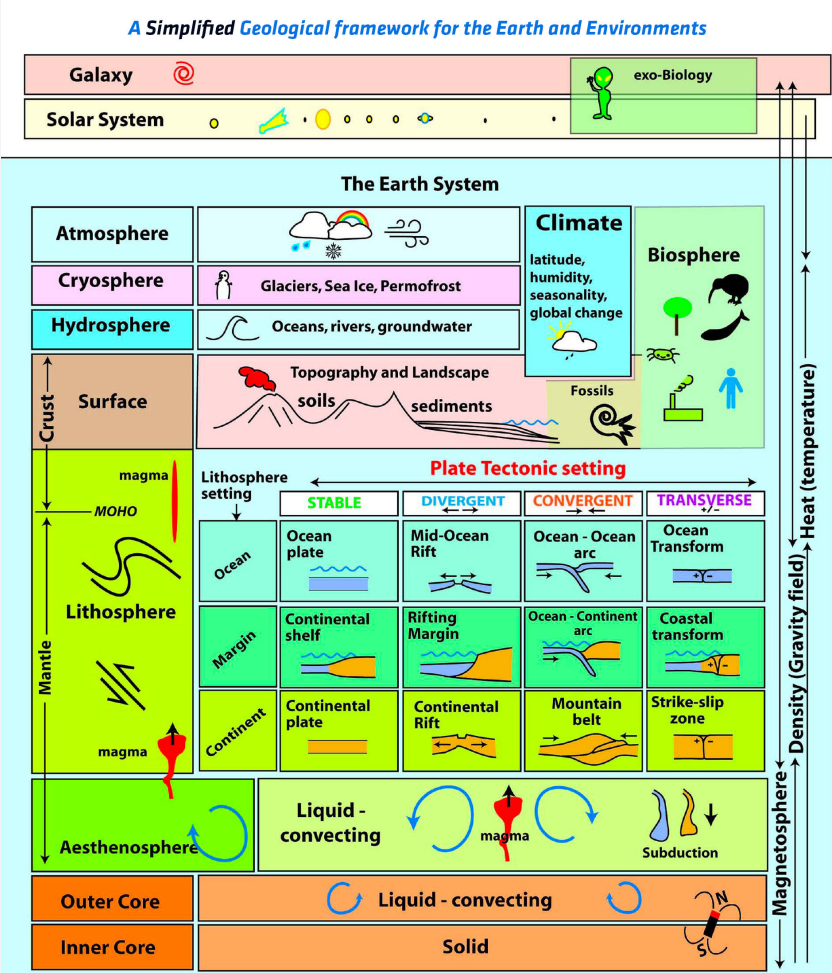 A Simplified Geological framework for the Earth and Environments
Galaxy
exo-Biology
Solar System
The Earth System
Atmosphere
Climate
latitude,
humidity,
seasonality,
global change
Biosphere
Cryosphere
Glaciers, Sea Ice, Permofrost
Hydrosphere
Oceans, rivers, groundwater
Crust
Surface
Topography and Landscape
soils
sediments
Fossils
magma
MOHO
Lithosphere
Mantle
magma
Lithosphere
setting
Plate Tectonic setting
STABLE
DIVERGENT
CONVERGENT
TRANSVERSE
+/-
Ocean
Ocean
plate
Mid-Ocean
Rift
Ocean - Ocean
arc
Ocean
Transform
+ -
Margin
Continental
shelf
Rifting
Margin
Ocean - Continent
arc
Coastal
transform
+ -
Continent
Continental
plate
Continental
Rift
Mountain
belt
Strike-slip
zone
+ -
Aesthenosphere
Liquid -
convecting
magma
Subduction
Outer Core
Liquid - convecting
N
S
Inner Core
Solid
Magnetosphere
Density (Gravity field)
Heat (temperature)